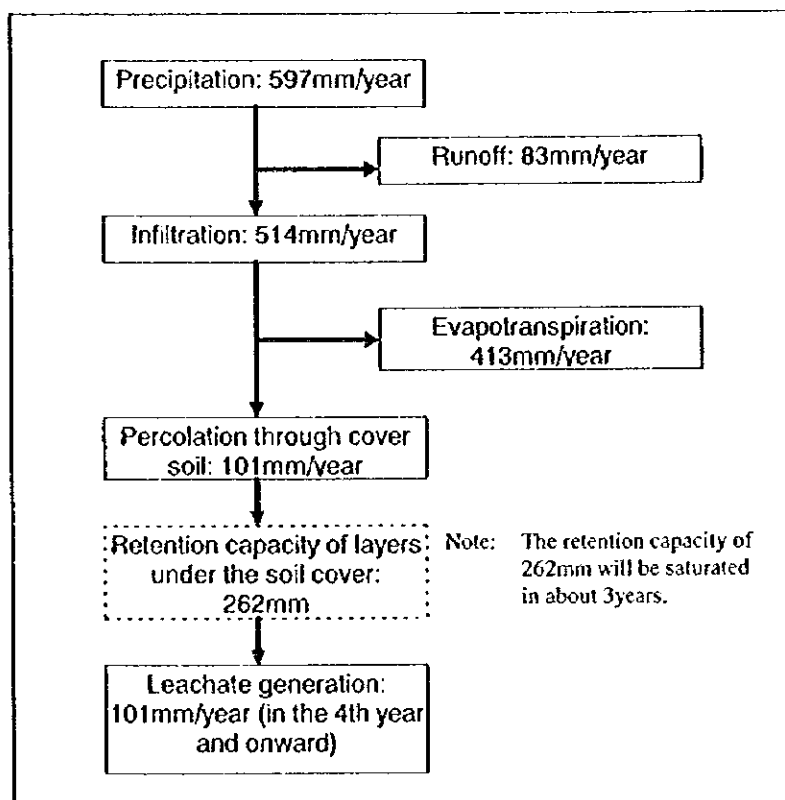 Precipitation: 597mm/year
Runoff: 83mm/year
Infiltration: 514mm/year
Evapotranspiration:
413mm/year
Percolation through cover
soil: 101mm/year
Retention capacity of layers
under the soil cover:
262mm
Note: The retention capacity of
262mm will be saturated
in about 3years.
Leachate generation:
101mm/year (in the 4th year
and onward)